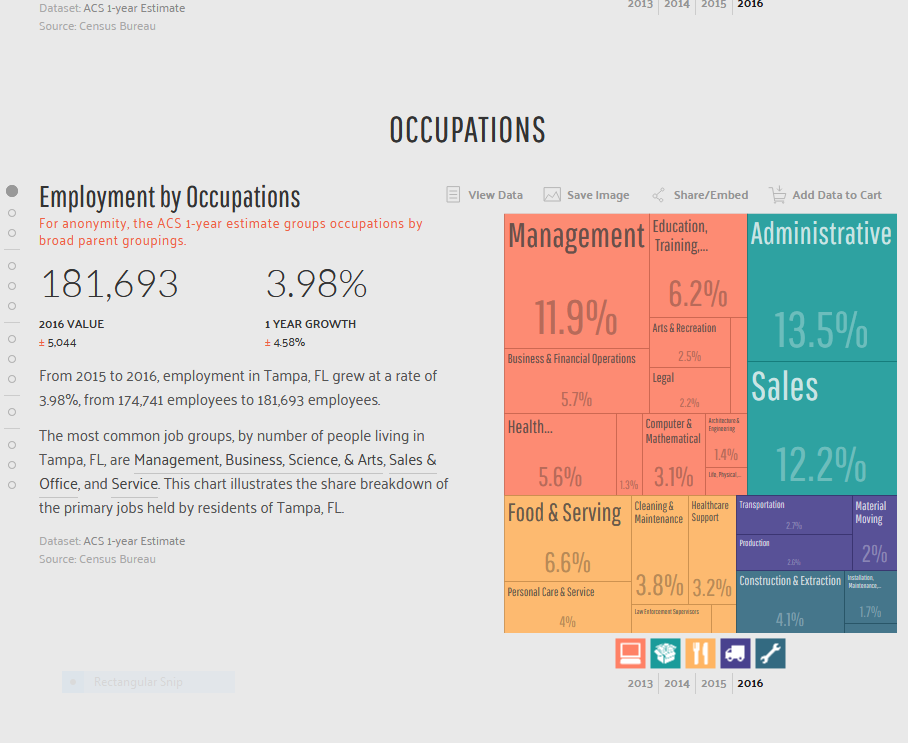 Dataset: ACS 1-year Estimate
Source: Census Bureau
2013 2014 2015 2016
OCCUPATIONS
Employment by Occupations
For anonymity, the ACS 1-year estimate groups occupations by
broad parent groupings.
181,693
3.98%
2016 VALUE
1 YEAR GROWTH
± 5,044
± 4.58%
From 2015 to 2016, employment in Tampa, FL grew at a rate of
3.98%, from 174,741 employees to 181,693 employees.
The most common job groups, by number of people living in
Tampa, FL, are Management, Business, Science, & Arts, Sales &
Office, and Service. This chart illustrates the share breakdown of
the primary jobs held by residents of Tampa, FL.
Dataset: ACS 1-year Estimate
Source: Census Bureau
Rectangular Snip
View Data
Save Image
Share/Embed
Add Data to Cart
Management
11.9%
Education,
Training,...
6.2%
Administrative
13.5%
Arts & Recreation
2.5%
Business & Financial Operations
5.7%
Legal
2.2%
Sales
12.2%
Health...
5.6%
1.3%
Computer &
Mathematical
3.1%
Architecture &
Engineering
1.4%
Life, Physical...
Food & Serving
6.6%
Cleaning &
Maintenance
3.8%
Healthcare
Support
3.2%
Transportation
2.7%
Material
Moving
2%
Production
Personal Care & Service
4%
Law Enforcement Supervisors
Construction & Extraction
4.1%
Installation,
Maintenance,...
1.7%
2013 2014 2015 2016